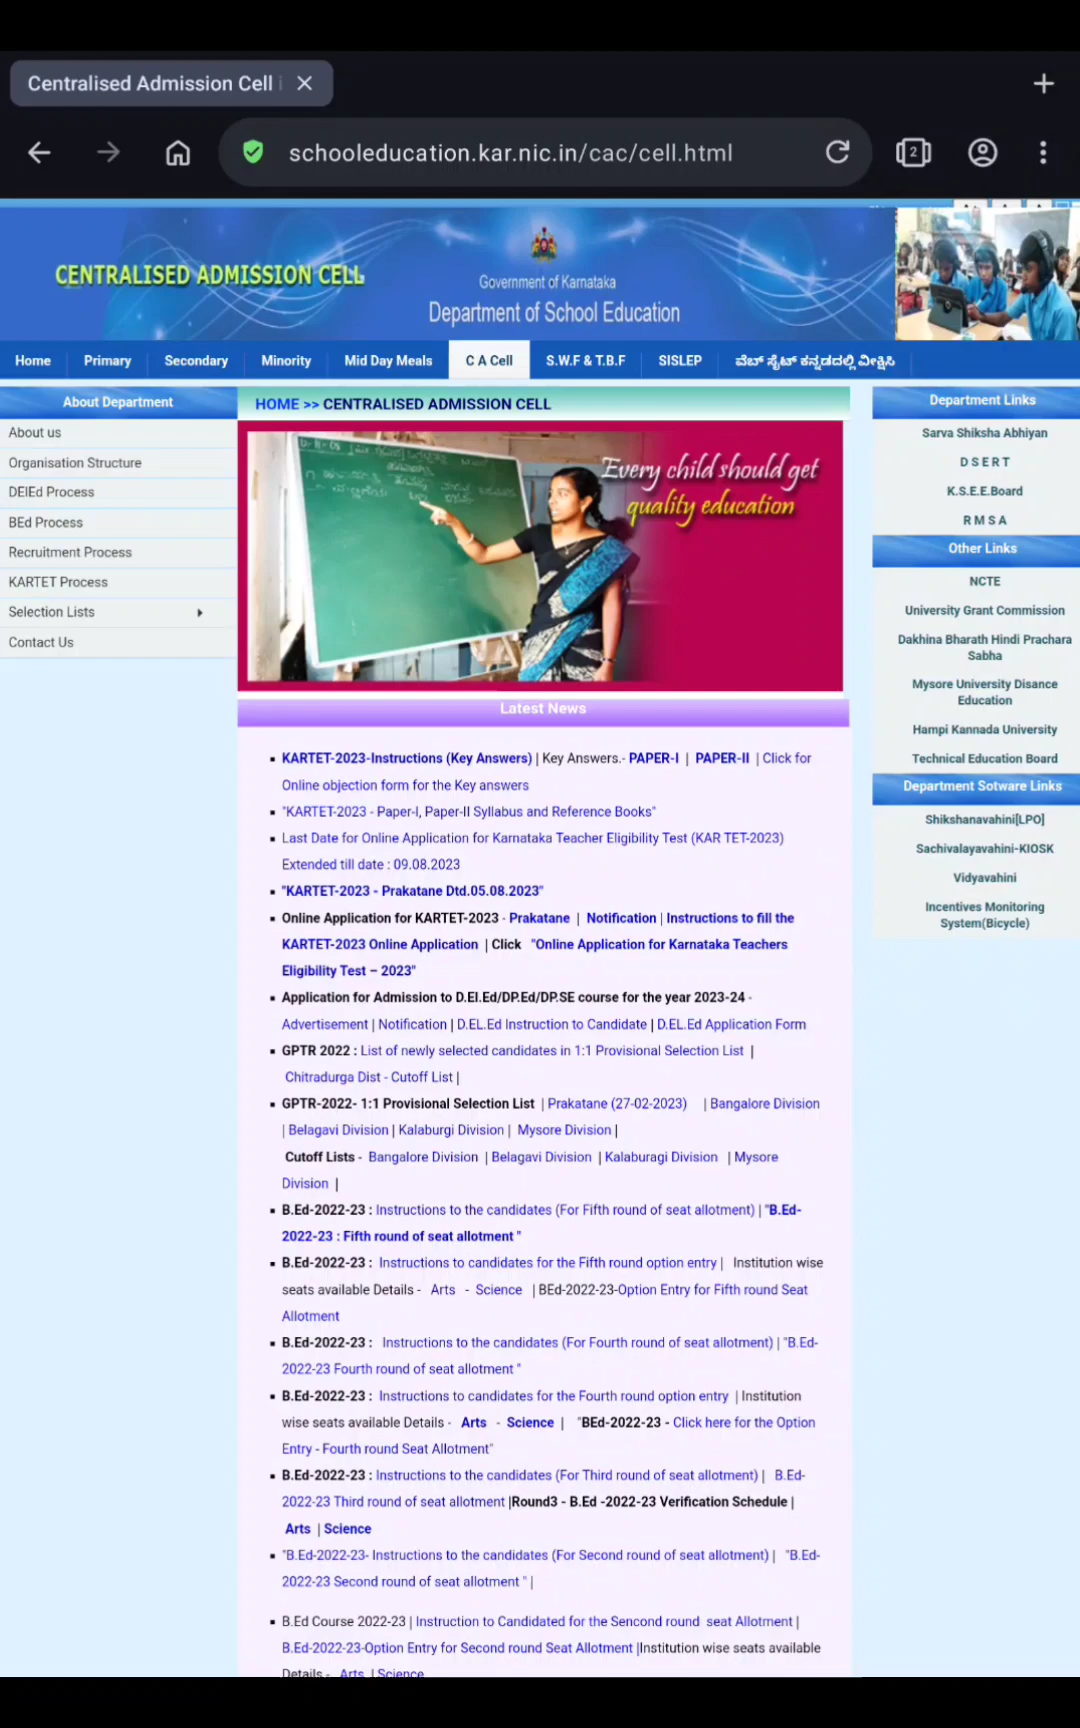 Centralised Admission Cell
schooleducation.kar.nic.in/cac/cell.html
2
CENTRALISED ADMISSION CELL
Government of Karnataka
Department of School Education
Home
Primary
Secondary
Minority
Mid Day Meals
C A Cell
S.W.F & T.B.F
SISLEP
ವೆಬ್ ಸೈಟ್ ಕನ್ನಡದಲ್ಲಿ ವೀಕ್ಷಿಸಿ
About Department
About us
Organisation Structure
DElEd Process
BEd Process
Recruitment Process
KARTET Process
Selection Lists
Contact Us
HOME >> CENTRALISED ADMISSION CELL
Every child should get
quality education
Latest News
▪ KARTET-2023-Instructions (Key Answers) | Key Answers.- PAPER-I | PAPER-II | Click for
Online objection form for the Key answers
▪ "KARTET-2023 - Paper-I, Paper-II Syllabus and Reference Books"
▪ Last Date for Online Application for Karnataka Teacher Eligibility Test (KAR TET-2023)
Extended till date : 09.08.2023
▪ "KARTET-2023 - Prakatane Dtd.05.08.2023"
▪ Online Application for KARTET-2023 - Prakatane | Notification | Instructions to fill the
KARTET-2023 Online Application | Click "Online Application for Karnataka Teachers
Eligibility Test – 2023"
▪ Application for Admission to D.El.Ed/DP.Ed/DP.SE course for the year 2023-24 -
Advertisement | Notification | D.EL.Ed Instruction to Candidate | D.EL.Ed Application Form
▪ GPTR 2022 : List of newly selected candidates in 1:1 Provisional Selection List |
Chitradurga Dist - Cutoff List |
▪ GPTR-2022- 1:1 Provisional Selection List | Prakatane (27-02-2023) | Bangalore Division
| Belagavi Division | Kalaburgi Division | Mysore Division |
Cutoff Lists - Bangalore Division | Belagavi Division | Kalaburagi Division | Mysore
Division |
▪ B.Ed-2022-23 : Instructions to the candidates (For Fifth round of seat allotment) | "B.Ed-
2022-23 : Fifth round of seat allotment "
▪ B.Ed-2022-23 : Instructions to candidates for the Fifth round option entry | Institution wise
seats available Details - Arts - Science | BEd-2022-23-Option Entry for Fifth round Seat
Allotment
▪ B.Ed-2022-23 : Instructions to the candidates (For Fourth round of seat allotment) | "B.Ed-
2022-23 Fourth round of seat allotment "
▪ B.Ed-2022-23 : Instructions to candidates for the Fourth round option entry | Institution
wise seats available Details - Arts - Science | "BEd-2022-23 - Click here for the Option
Entry - Fourth round Seat Allotment"
▪ B.Ed-2022-23 : Instructions to the candidates (For Third round of seat allotment) | B.Ed-
2022-23 Third round of seat allotment |Round3 - B.Ed -2022-23 Verification Schedule |
Arts | Science
▪ "B.Ed-2022-23- Instructions to the candidates (For Second round of seat allotment) | "B.Ed-
2022-23 Second round of seat allotment " |
▪ B.Ed Course 2022-23 | Instruction to Candidated for the Sencond round seat Allotment |
B.Ed-2022-23-Option Entry for Second round Seat Allotment |Institution wise seats available
Details - Arts | Science
Department Links
Sarva Shiksha Abhiyan
D S E R T
K.S.E.E.Board
R M S A
Other Links
NCTE
University Grant Commission
Dakhina Bharath Hindi Prachara
Sabha
Mysore University Disance
Education
Hampi Kannada University
Technical Education Board
Department Sotware Links
Shikshanavahini[LPO]
Sachivalayavahini-KIOSK
Vidyavahini
Incentives Monitoring
System(Bicycle)